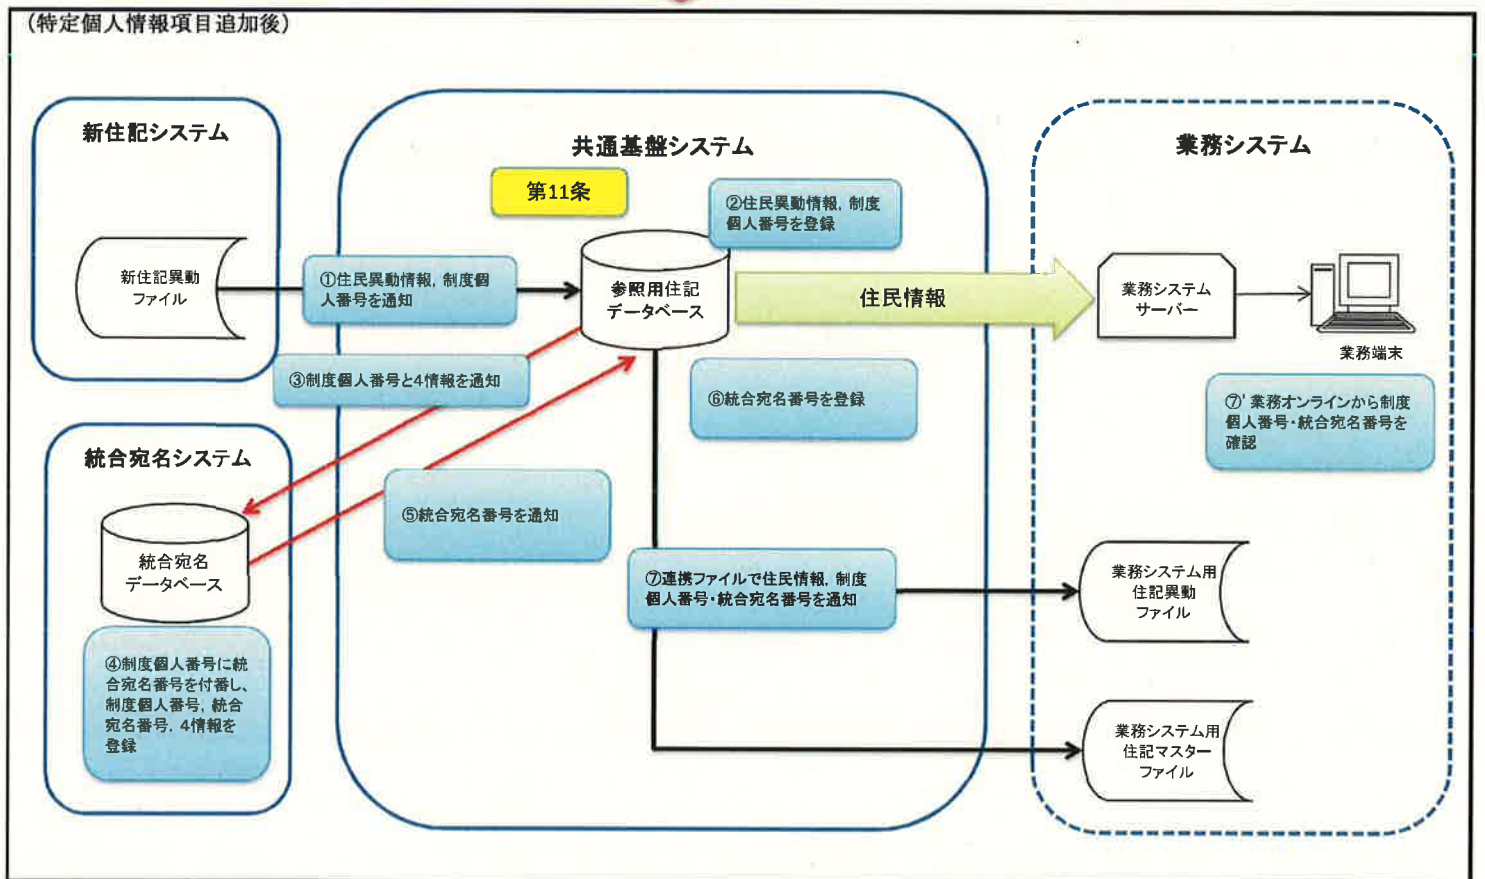 (特定個人情報項目追加後)
新住記システム
新住記異動
ファイル
①住民異動情報，制度個
人番号を通知
共通基盤システム
第11条
②住民異動情報，制度
個人番号を登録
参照用住記
データベース
住民情報
③制度個人番号と4情報を通知
⑥統合宛名番号を登録
⑤統合宛名番号を通知
⑦連携ファイルで住民情報，制度
個人番号・統合宛名番号を通知
統合宛名システム
統合宛名
データベース
④制度個人番号に統
合宛名番号を付番し、
制度個人番号，統合
宛名番号．4情報を
登録
業務システム
業務システム
サーバー
業務端末
⑦'業務オンラインから制度
個人番号・統合宛名番号を
確認
業務システム用
住記異動
ファイル
業務システム用
住記マスター
ファイル